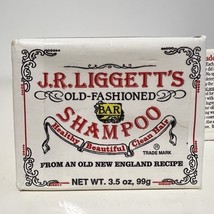 J.R.LIGGETT'S
OLD-FASHIONED
BAR
SHAMPOO
Healthy Beautiful Clean Hair
®
TRADE MARK
FROM AN OLD NEW ENGLAND RECIPE
NET WT. 3.5 oz, 99g